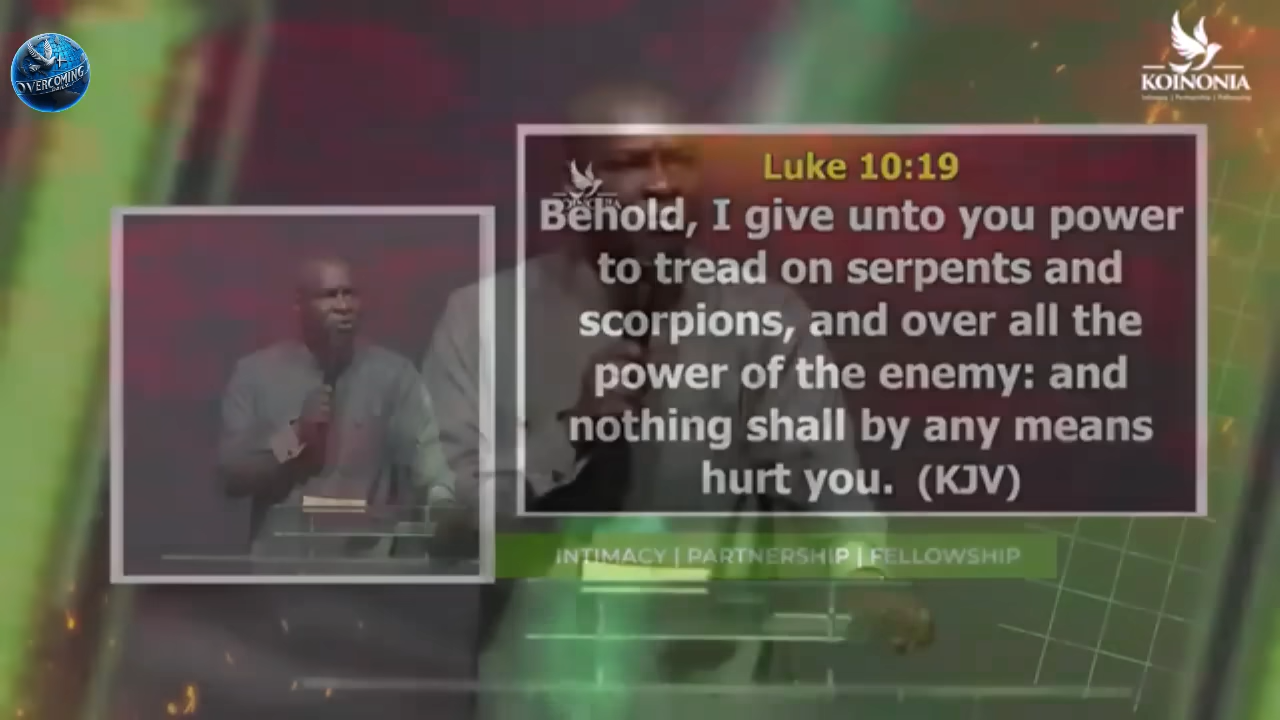 OVERCOMING
KOINONIA
Luke 10:19
Behold, I give unto you power
to tread on serpents and
scorpions, and over all the
power of the enemy: and
nothing shall by any means
hurt you. (KJV)
INTIMACY | PARTNERSHIP | FELLOWSHIP